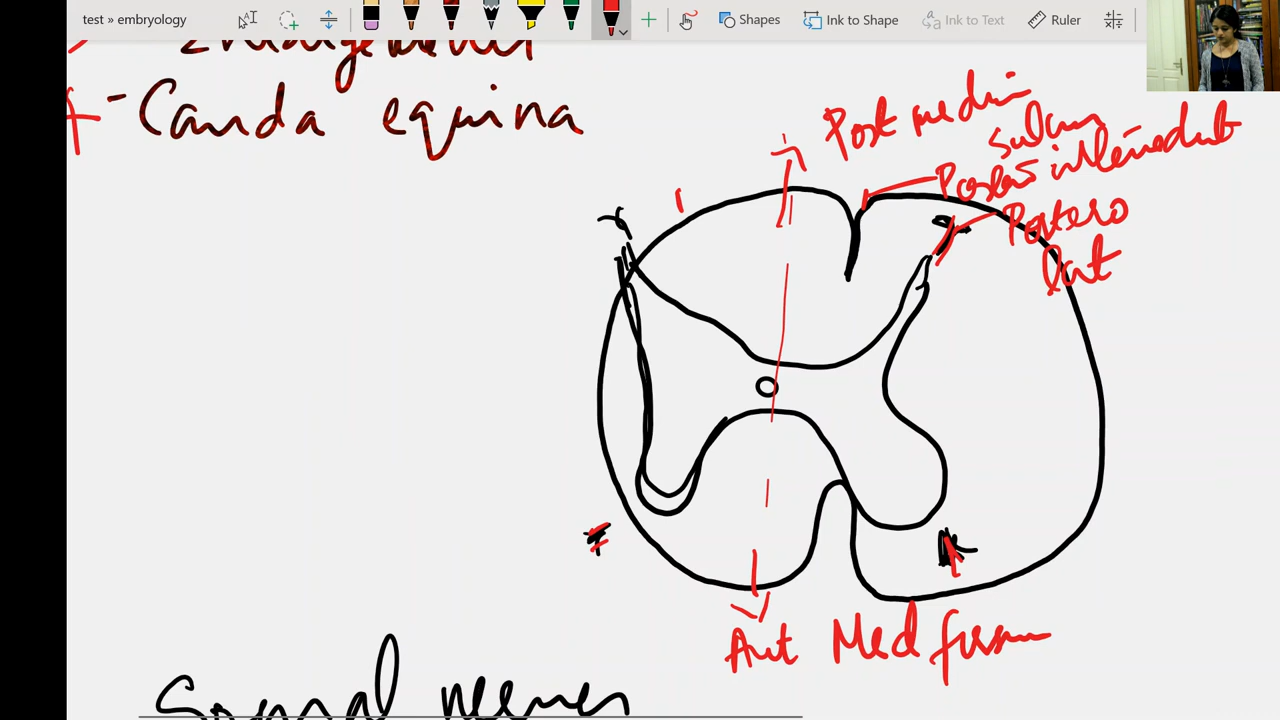 test » embryology
Shapes
Ink to Shape
Ink to Text
Ruler
Enlargement
- Cauda equina
Post median
sulcus
Postero intermediate
Postero
lat
Ant Med fissure
Spinal nerves